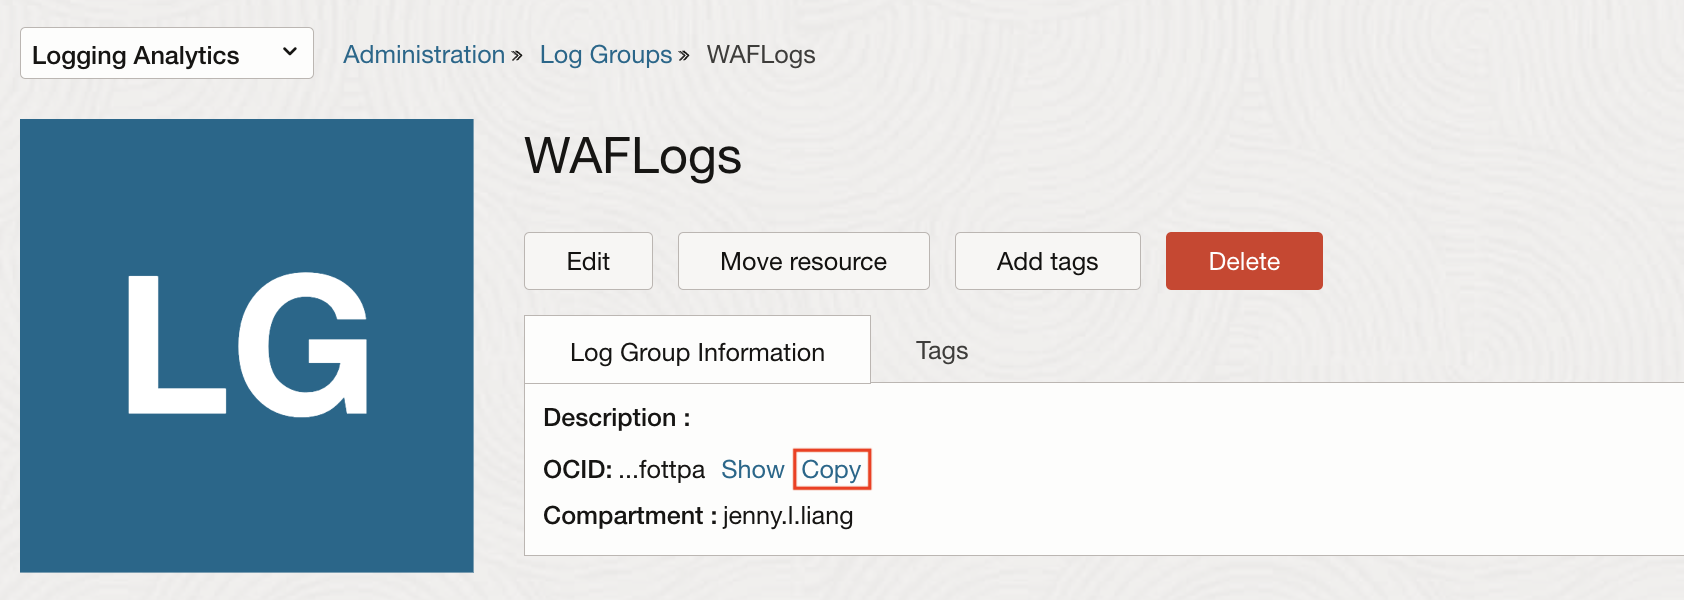 Logging Analytics Administration » Log Groups » WAFLogs
LG
WAFLogs
Edit Move resource Add tags Delete
Log Group Information Tags
Description :
OCID: ...fottpa Show Copy
Compartment : jenny.l.liang